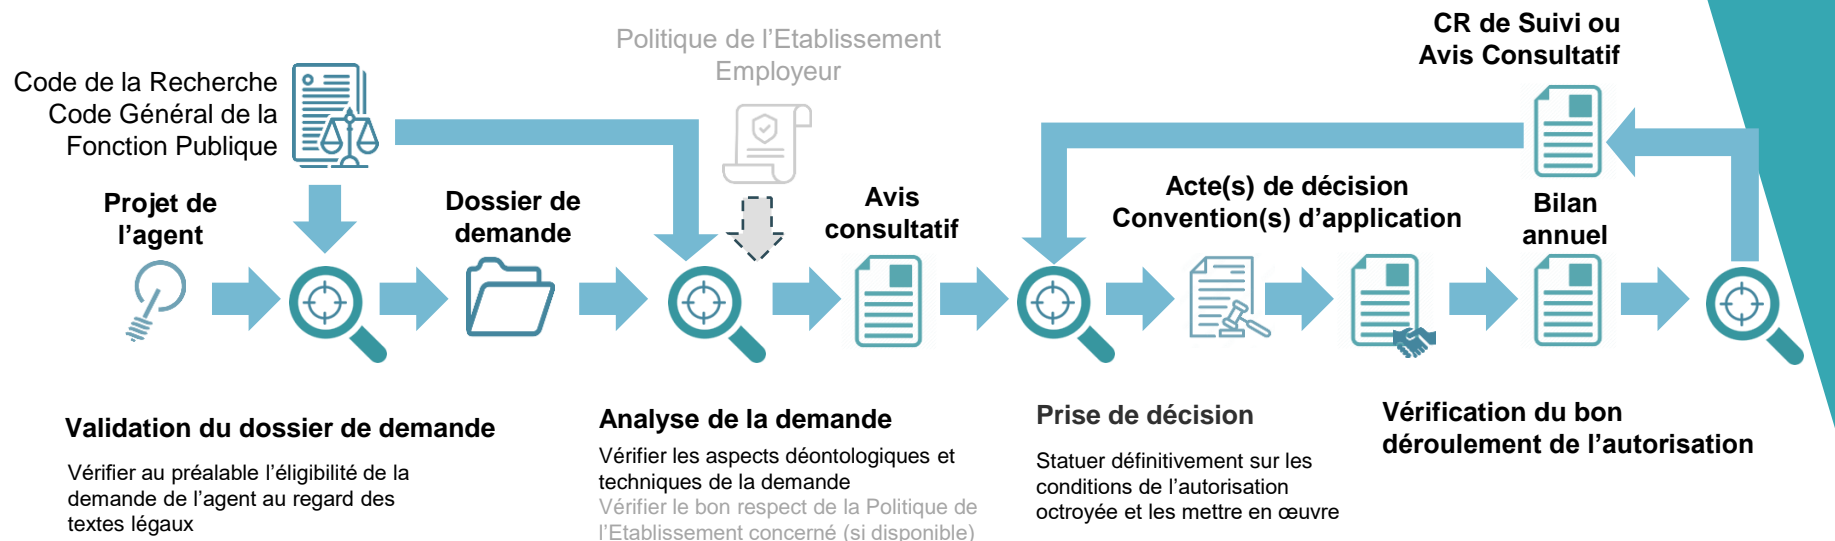 Code de la Recherche
Code Général de la
Fonction Publique
Politique de l'Etablissement
Employeur
CR de Suivi ou
Avis Consultatif
Projet de
l'agent
Dossier de
demande
Avis
consultatif
Acte(s) de décision
Convention(s) d'application
Bilan
annuel
Validation du dossier de demande
Vérifier au préalable l'éligibilité de la
demande de l'agent au regard des
textes légaux
Analyse de la demande
Vérifier les aspects déontologiques et
techniques de la demande
Vérifier le bon respect de la Politique de
l'Etablissement concerné (si disponible)
Prise de décision
Statuer définitivement sur les
conditions de l'autorisation
octroyée et les mettre en œuvre
Vérification du bon
déroulement de l'autorisation